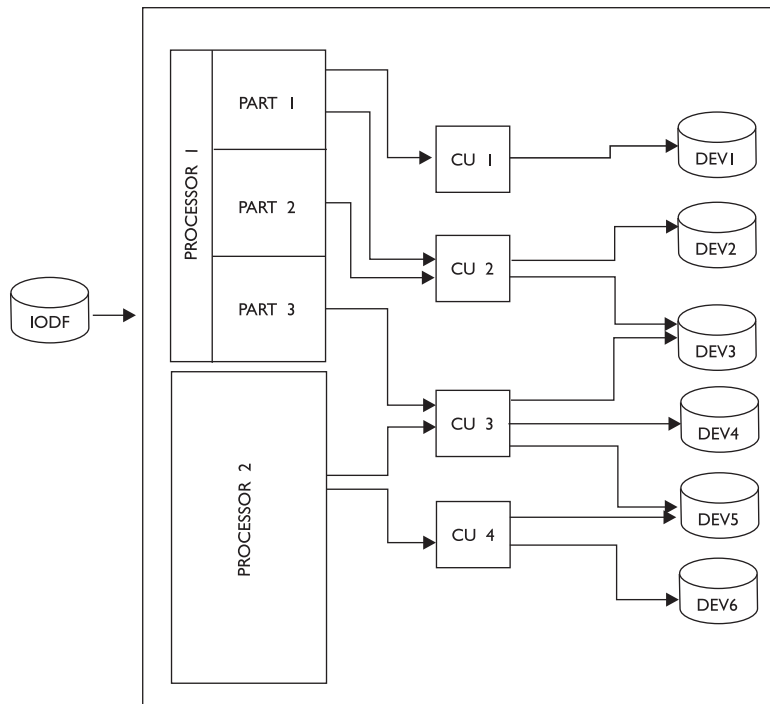 IODF
PROCESSOR 1
PART 1
PART 2
PART 3
PROCESSOR 2
CU 1
CU 2
CU 3
CU 4
DEV1
DEV2
DEV3
DEV4
DEV5
DEV6